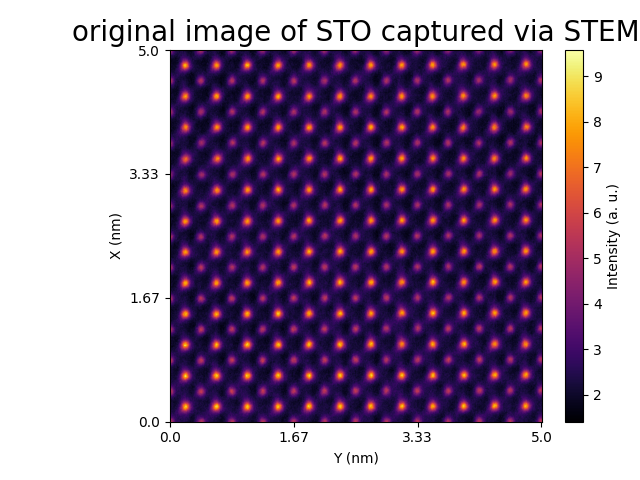 original image of STO captured via STEM
5.0
3.33
1.67
0.0
X (nm)
0.0 1.67 3.33 5.0
Y (nm)
9
8
7
6
5
4
3
2
Intensity (a. u.)